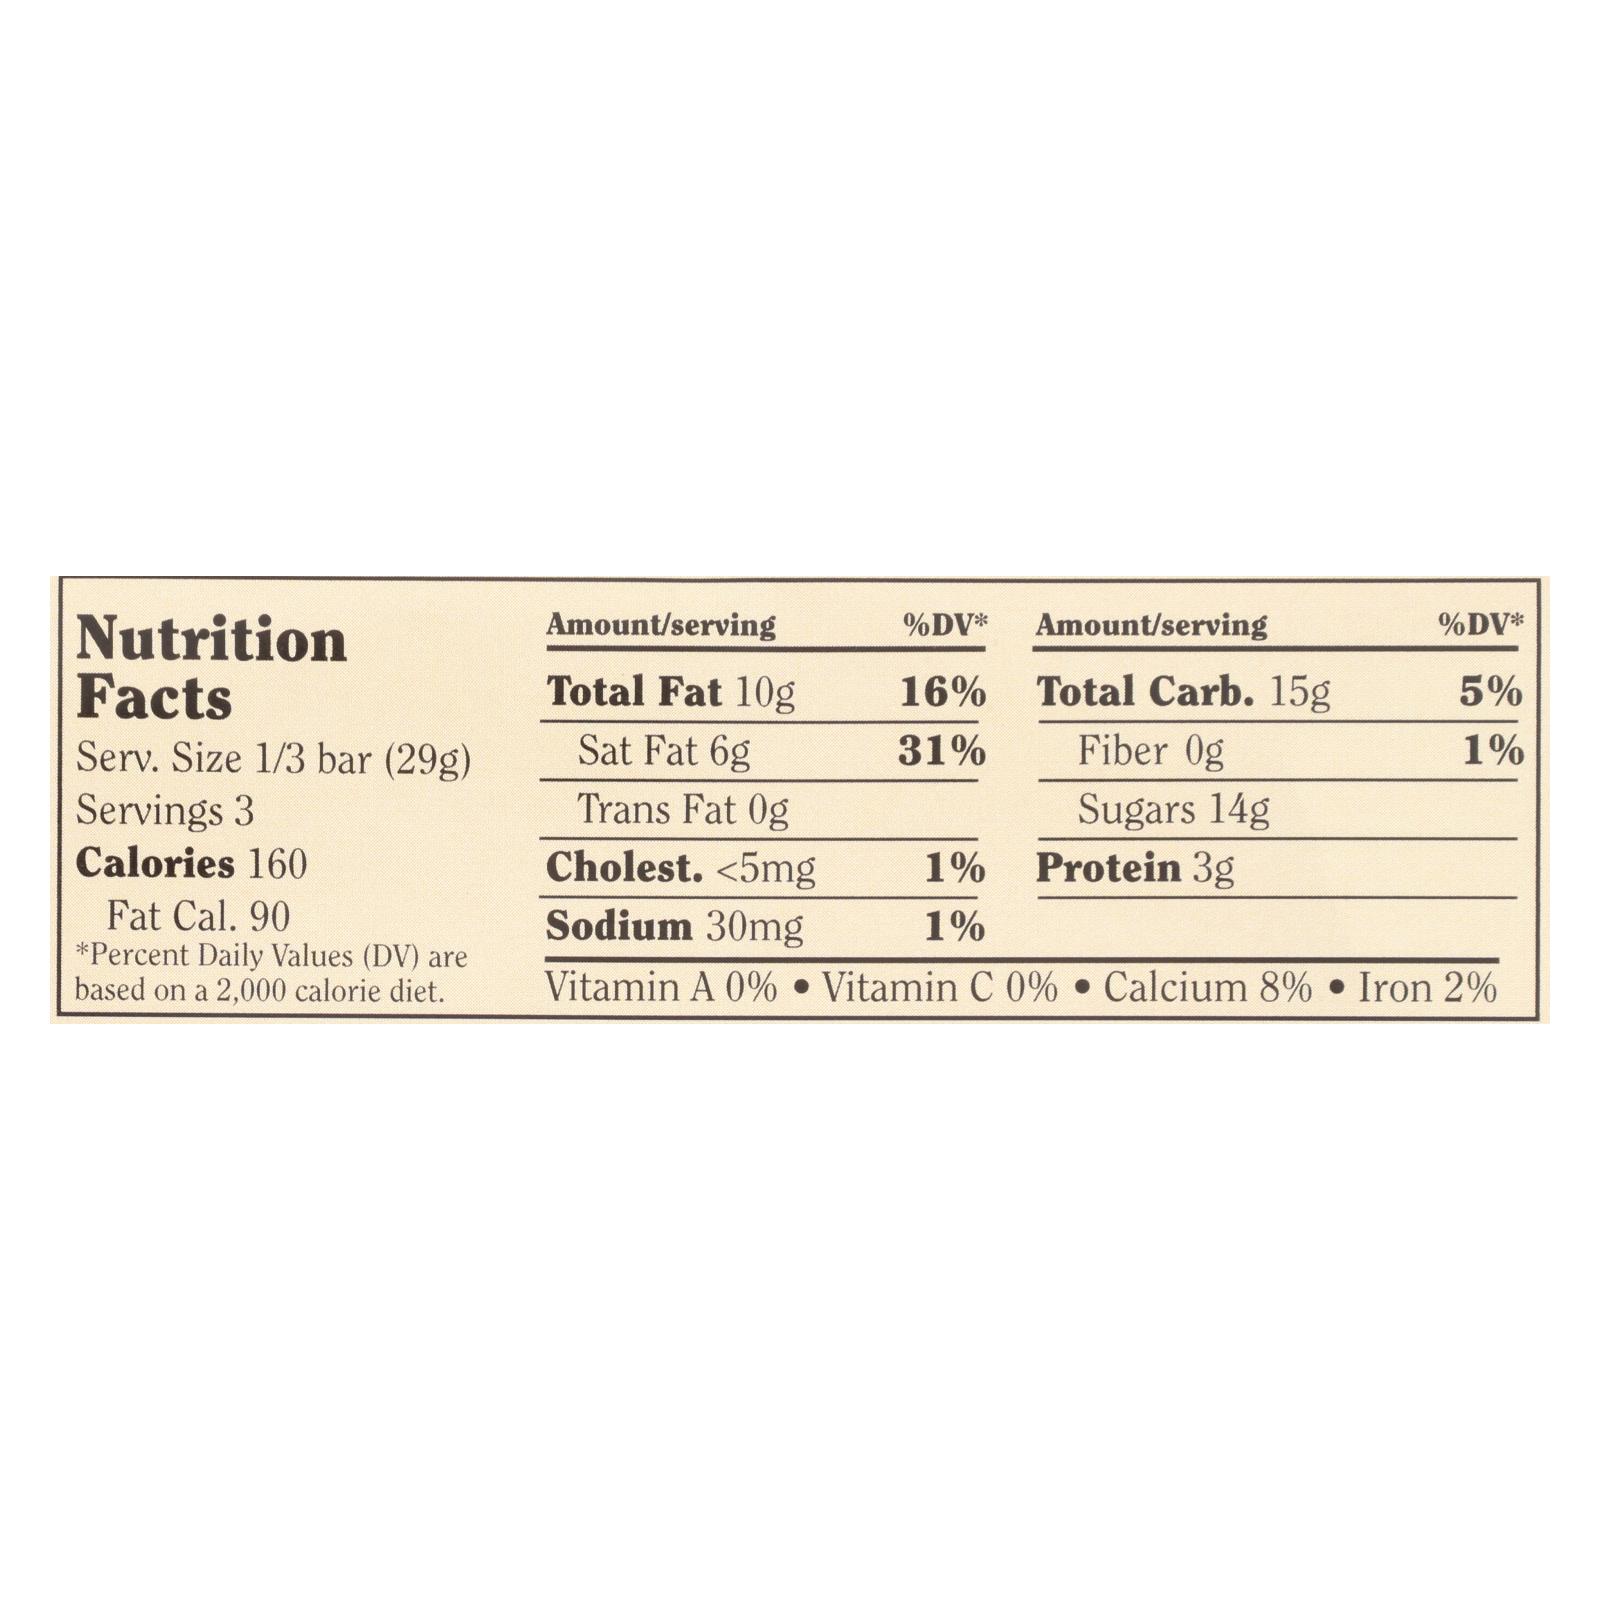 Nutrition
Facts
Serv. Size 1/3 bar (29g)
Servings 3
Calories 160
Fat Cal. 90
*Percent Daily Values (DV) are
based on a 2,000 calorie diet.
Amount/serving %DV*
Total Fat 10g 16%
Sat Fat 6g 31%
Trans Fat 0g
Cholest. <5mg 1%
Sodium 30mg 1%
Amount/serving %DV*
Total Carb. 15g 5%
Fiber 0g 1%
Sugars 14g
Protein 3g
Vitamin A 0% • Vitamin C 0% • Calcium 8% • Iron 2%